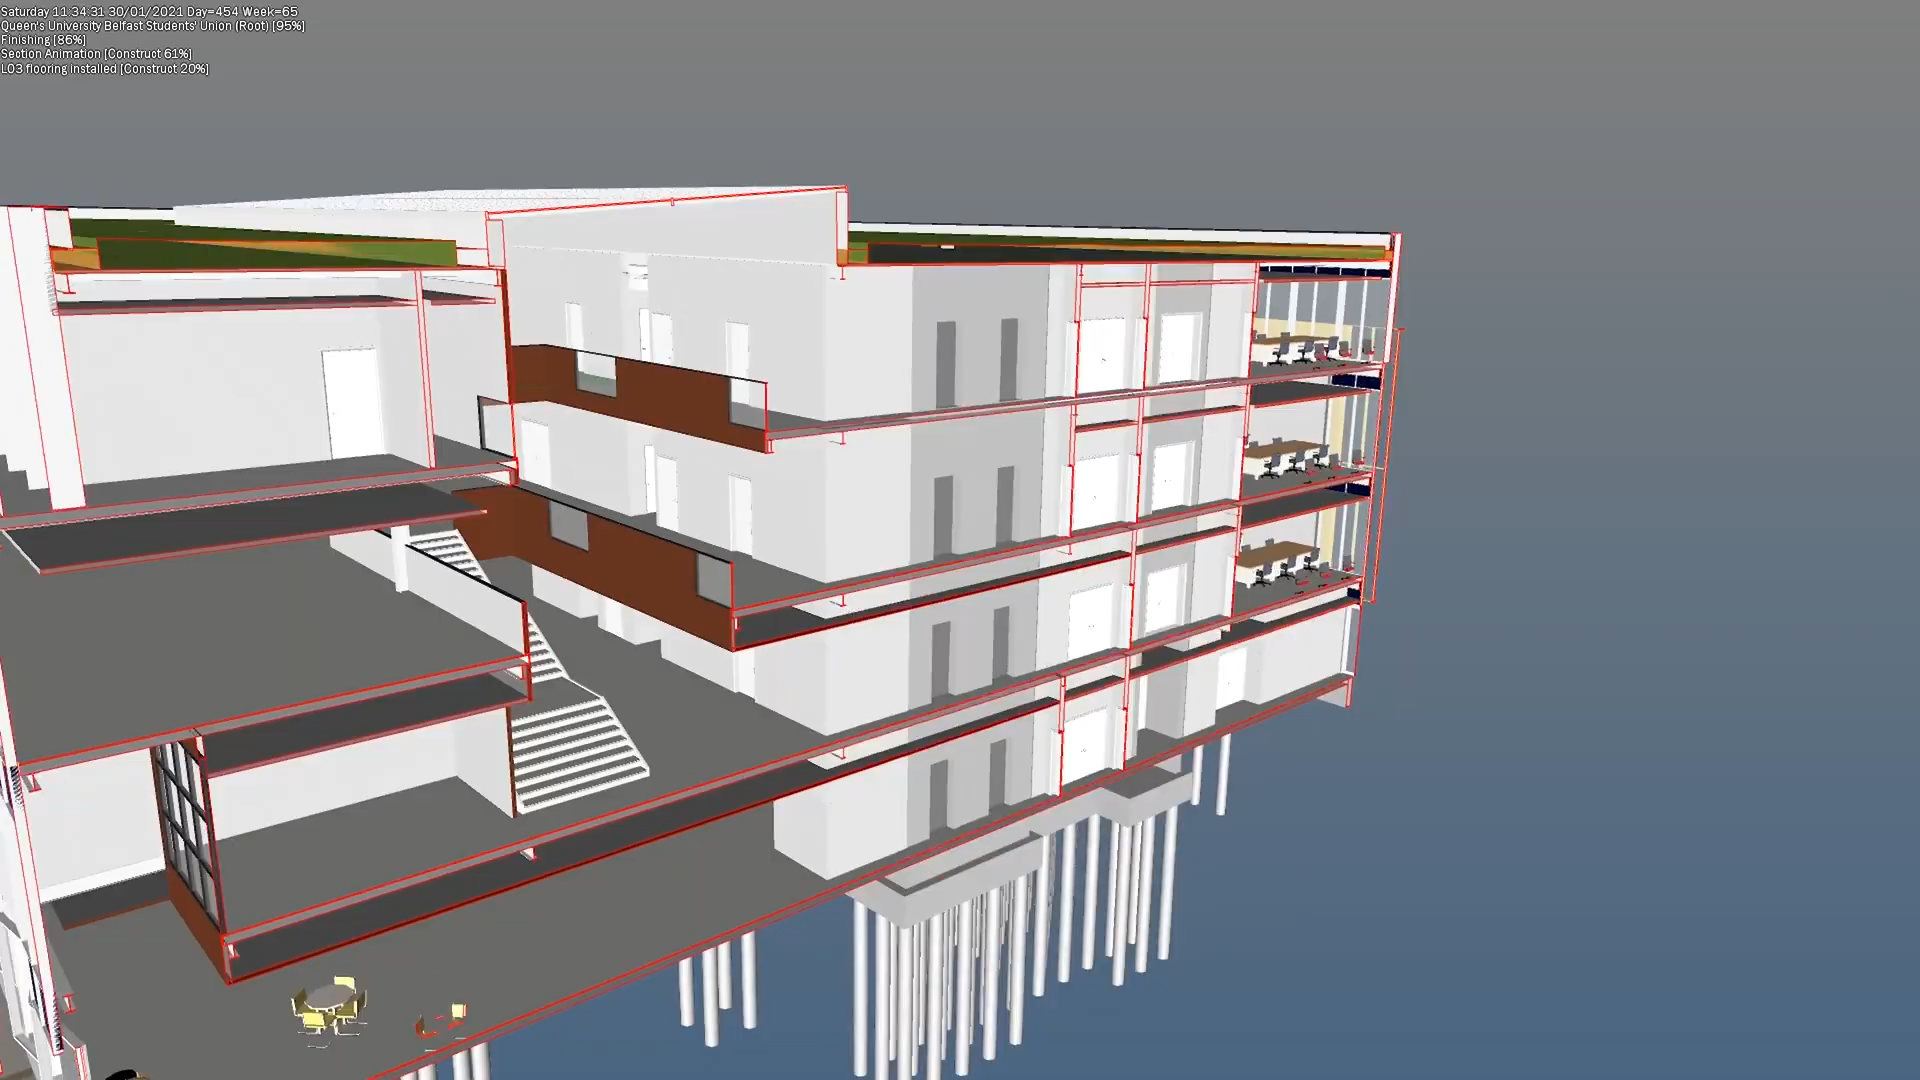 Saturday 11:34:31 30/01/2021 Day=454 Week=65
Queen's University Belfast Students' Union (Root) [95%]
Finishing [86%]
Section Animation [Construct 61%]
L03 flooring installed [Construct 20%]